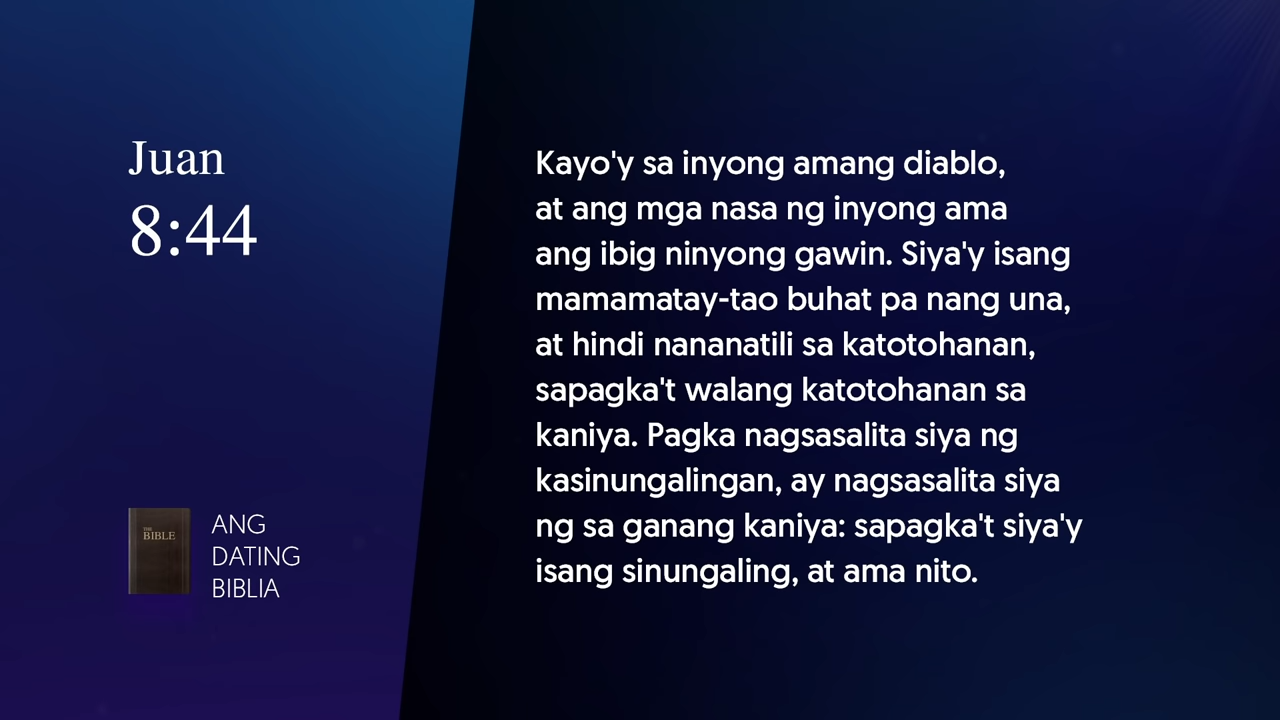 Juan
8:44
Kayo'y sa inyong amang diablo,
at ang mga nasa ng inyong ama
ang ibig ninyong gawin. Siya'y isang
mamamatay-tao buhat pa nang una,
at hindi nananatili sa katotohanan,
sapagka't walang katotohanan sa
kaniya. Pagka nagsasalita siya ng
kasinungalingan, ay nagsasalita siya
ng sa ganang kaniya: sapagka't siya'y
isang sinungaling, at ama nito.
THE
BIBLE
ANG
DATING
BIBLIA